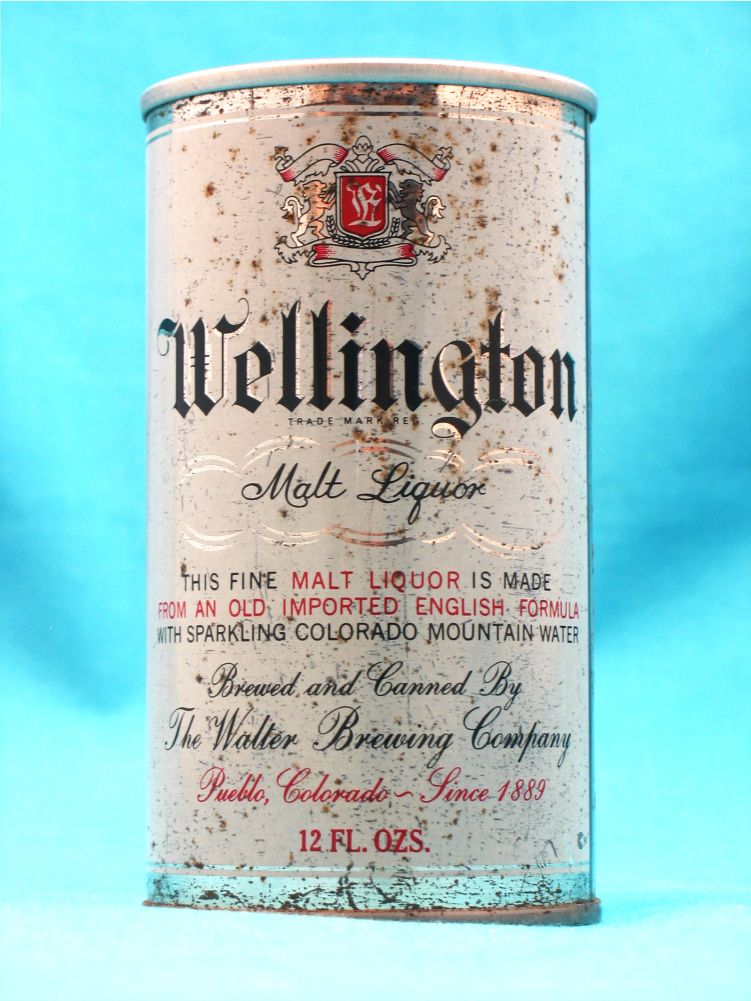 Wellington
TRADE MARK REG.
Malt Liquor
THIS FINE MALT LIQUOR IS MADE
FROM AN OLD IMPORTED ENGLISH FORMULA
WITH SPARKLING COLORADO MOUNTAIN WATER
Brewed and Canned By
The Walter Brewing Company
Pueblo, Colorado ~ Since 1889
12 FL. OZS.